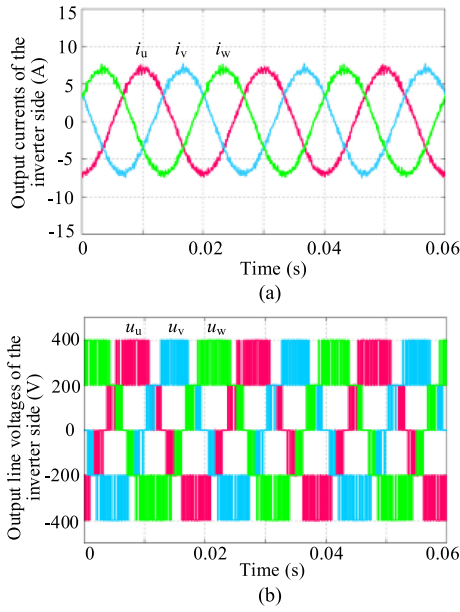 Output currents of the
inverter side (A)
15
10
5
0
-5
-10
-15
iu iv iw
0 0.02 0.04 0.06
Time (s)
(a)
Output line voltages of the
inverter side (V)
400
200
0
-200
-400
uu uv uw
0 0.02 0.04 0.06
Time (s)
(b)